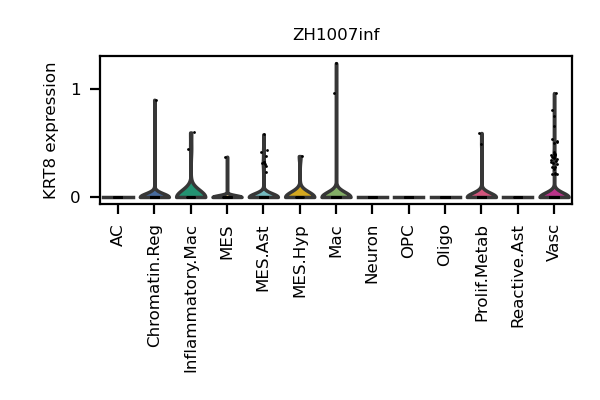 ZH1007inf
KRT8 expression
1
0
AC
Chromatin.Reg
Inflammatory.Mac
MES
MES.Ast
MES.Hyp
Mac
Neuron
OPC
Oligo
Prolif.Metab
Reactive.Ast
Vasc